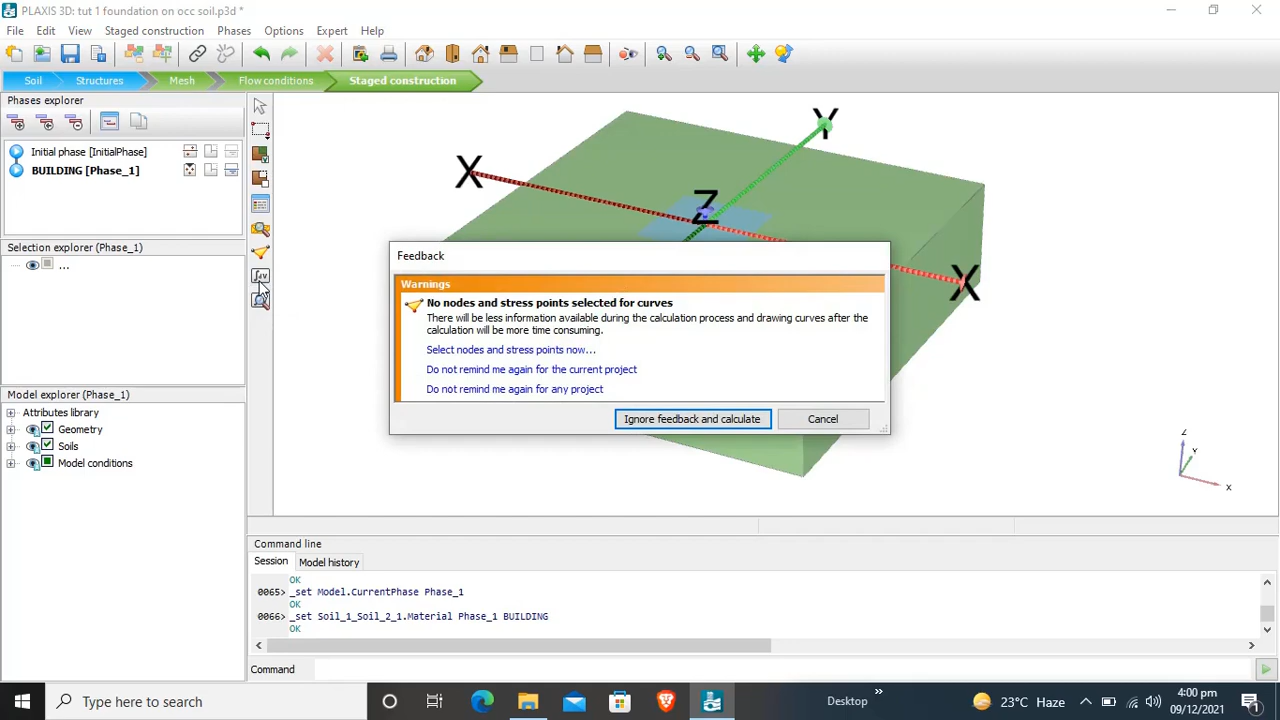 PLAXIS 3D: tut 1 foundation on occ soil.p3d *
File Edit View Staged construction Phases Options Expert Help
Soil Structures Mesh Flow conditions Staged construction
Phases explorer
Initial phase [InitialPhase]
BUILDING [Phase_1]
Selection explorer (Phase_1)
...
Model explorer (Phase_1)
Attributes library
Geometry
Soils
Model conditions
Y
X
Z
X
Feedback
Warnings
No nodes and stress points selected for curves
There will be less information available during the calculation process and drawing curves after the
calculation will be more time consuming.
Select nodes and stress points now...
Do not remind me again for the current project
Do not remind me again for any project
Ignore feedback and calculate Cancel
Z
Y
X
Command line
Session Model history
OK
0065> _set Model.CurrentPhase Phase_1
OK
0066> _set Soil_1_Soil_2_1.Material Phase_1 BUILDING
OK
Command
Type here to search
Desktop
23°C Haze
4:00 pm
09/12/2021
1